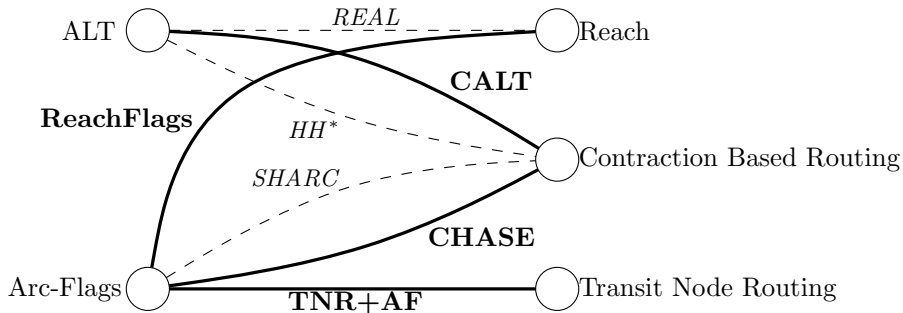 REAL
ALT
Reach
CALT
ReachFlags
HH*
Contraction Based Routing
SHARC
CHASE
Arc-Flags
Transit Node Routing
TNR+AF